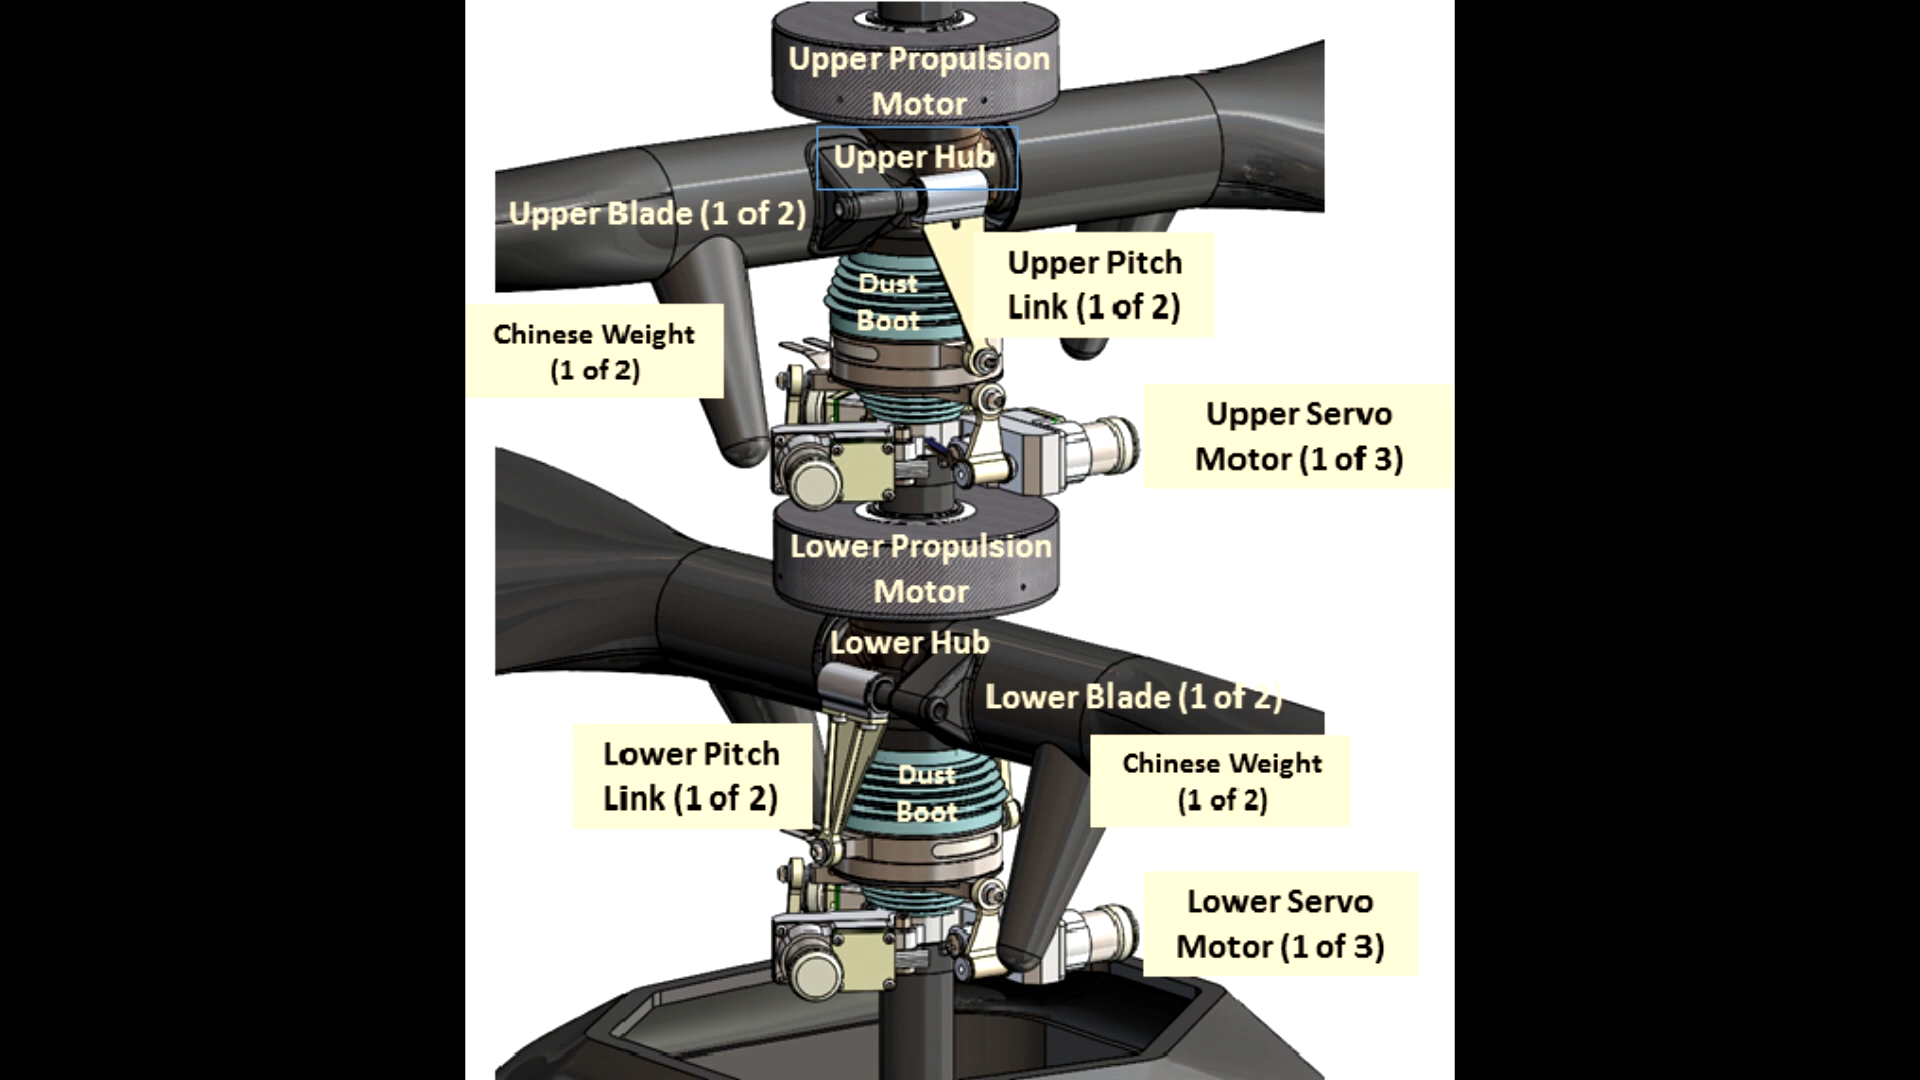 Upper Propulsion
Motor
Upper Hub
Upper Blade (1 of 2)
Upper Pitch
Link (1 of 2)
Dust
Boot
Chinese Weight
(1 of 2)
Upper Servo
Motor (1 of 3)
Lower Propulsion
Motor
Lower Hub
Lower Blade (1 of 2)
Lower Pitch
Link (1 of 2)
Dust
Boot
Chinese Weight
(1 of 2)
Lower Servo
Motor (1 of 3)